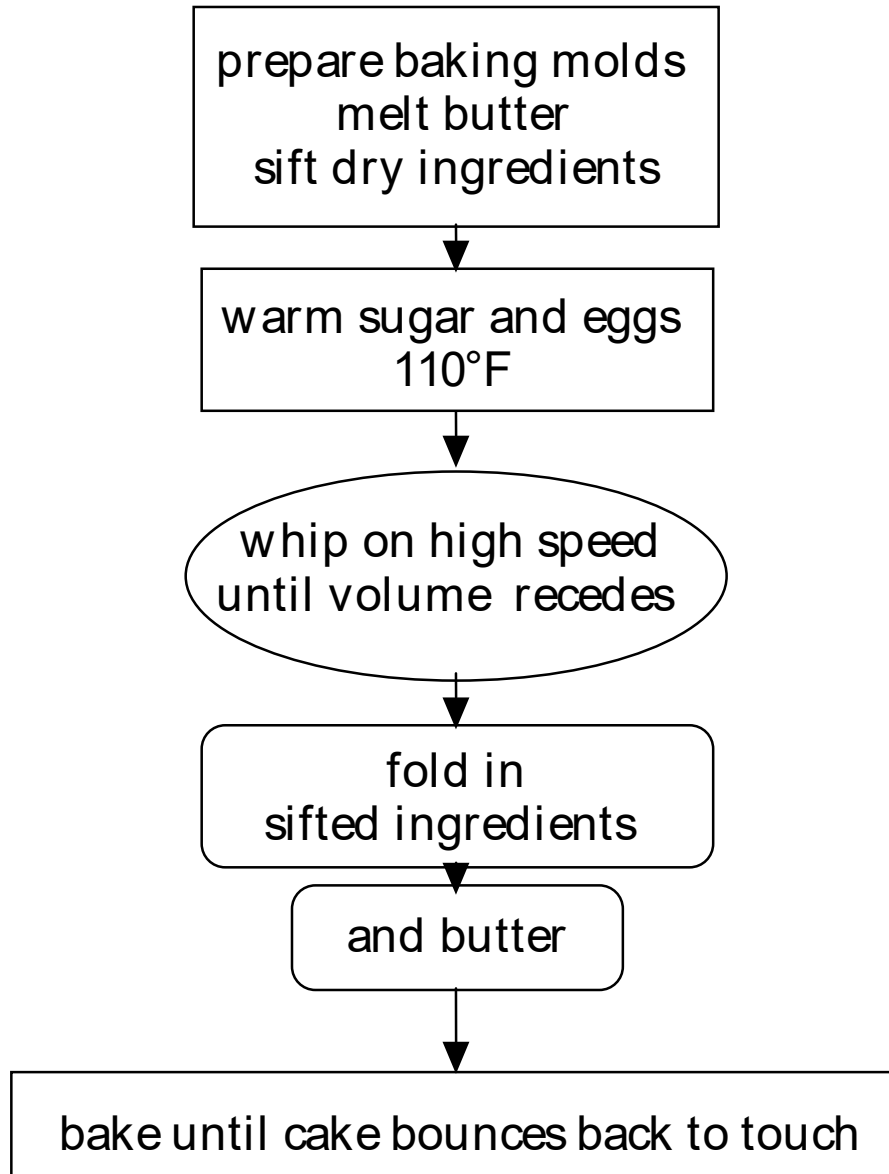 prepare baking molds
melt butter
sift dry ingredients
warm sugar and eggs
110°F
whip on high speed
until volume recedes
fold in
sifted ingredients
and butter
bake until cake bounces back to touch